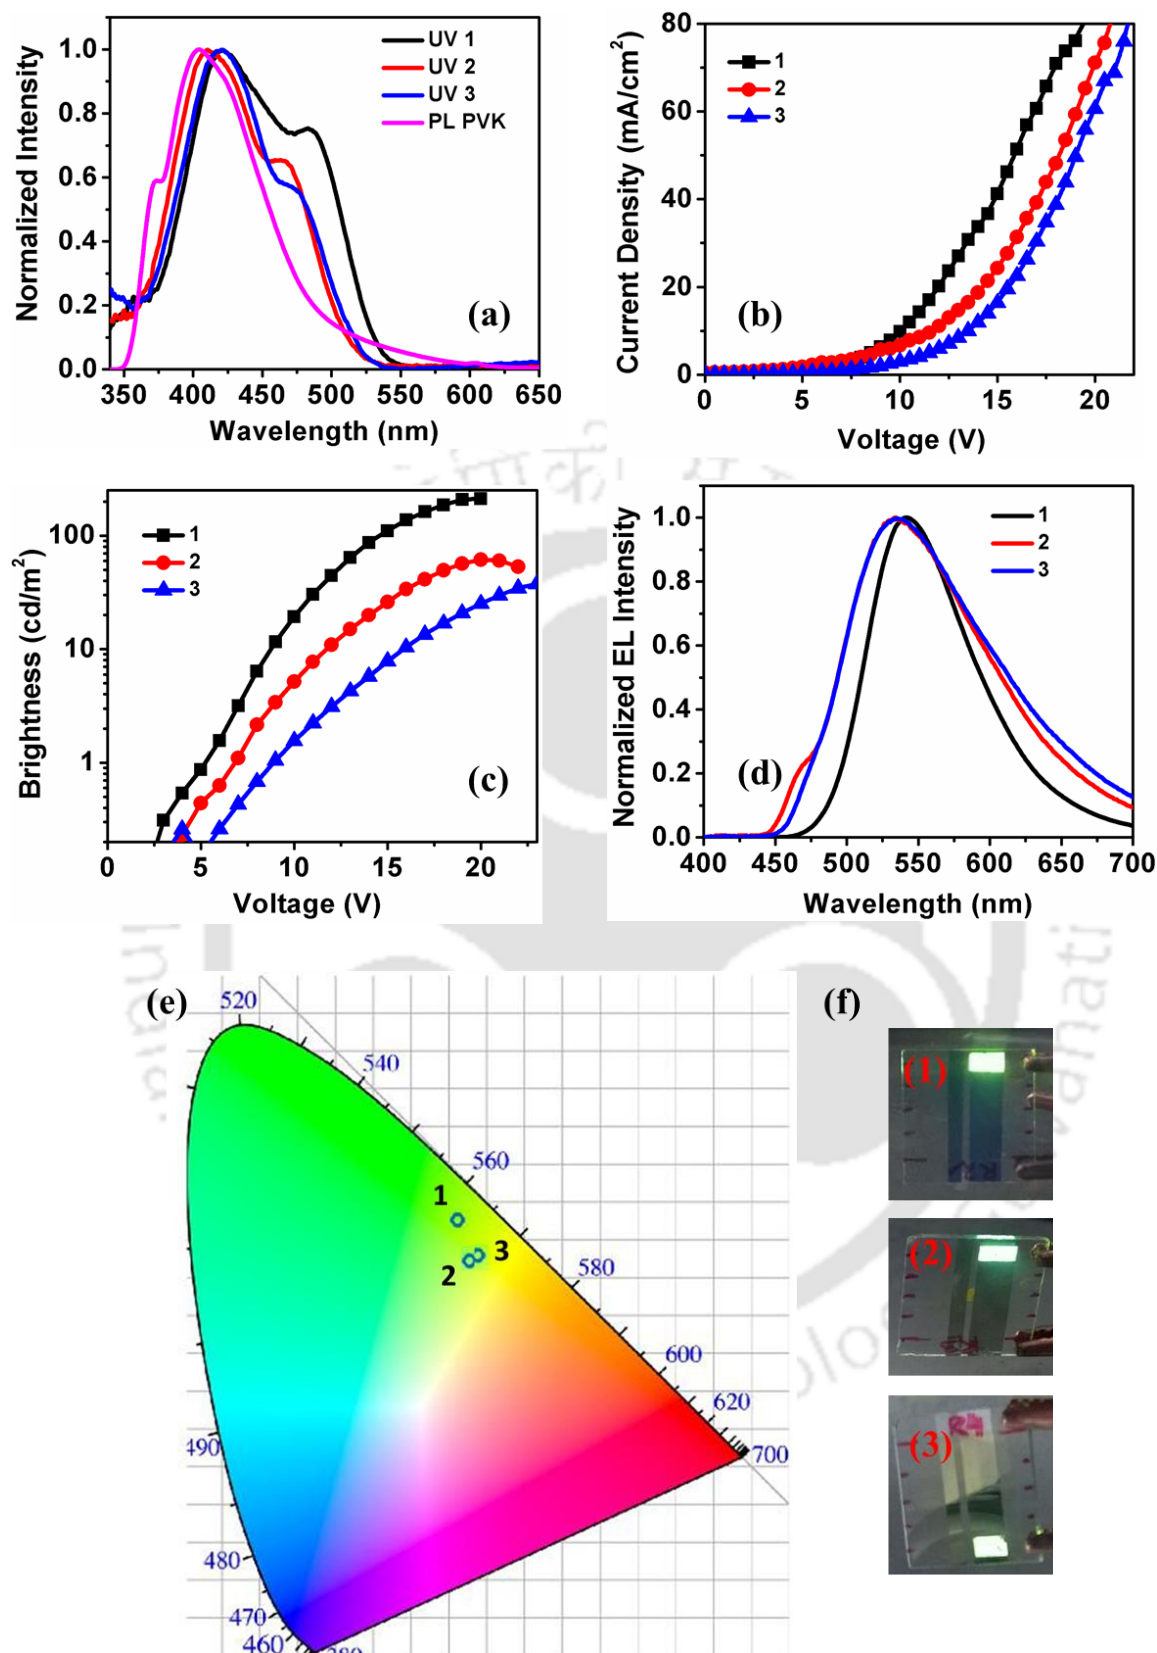 Normalized Intensity
1.0
0.8
0.6
0.4
0.2
0.0
UV 1
UV 2
UV 3
PL PVK
(a)
350 400 450 500 550 600 650
Wavelength (nm)
Current Density (mA/cm²)
80
60
40
20
0
1
2
3
(b)
0 5 10 15 20
Voltage (V)
Brightness (cd/m²)
100
10
1
1
2
3
(c)
0 5 10 15 20
Voltage (V)
Normalized EL Intensity
1.0
0.8
0.6
0.4
0.2
0.0
1
2
3
(d)
400 450 500 550 600 650 700
Wavelength (nm)
(e)
520
540
560
1
3
2
580
600
620
700
490
480
470
460
380
(f)
(1)
(2)
(3)
R4